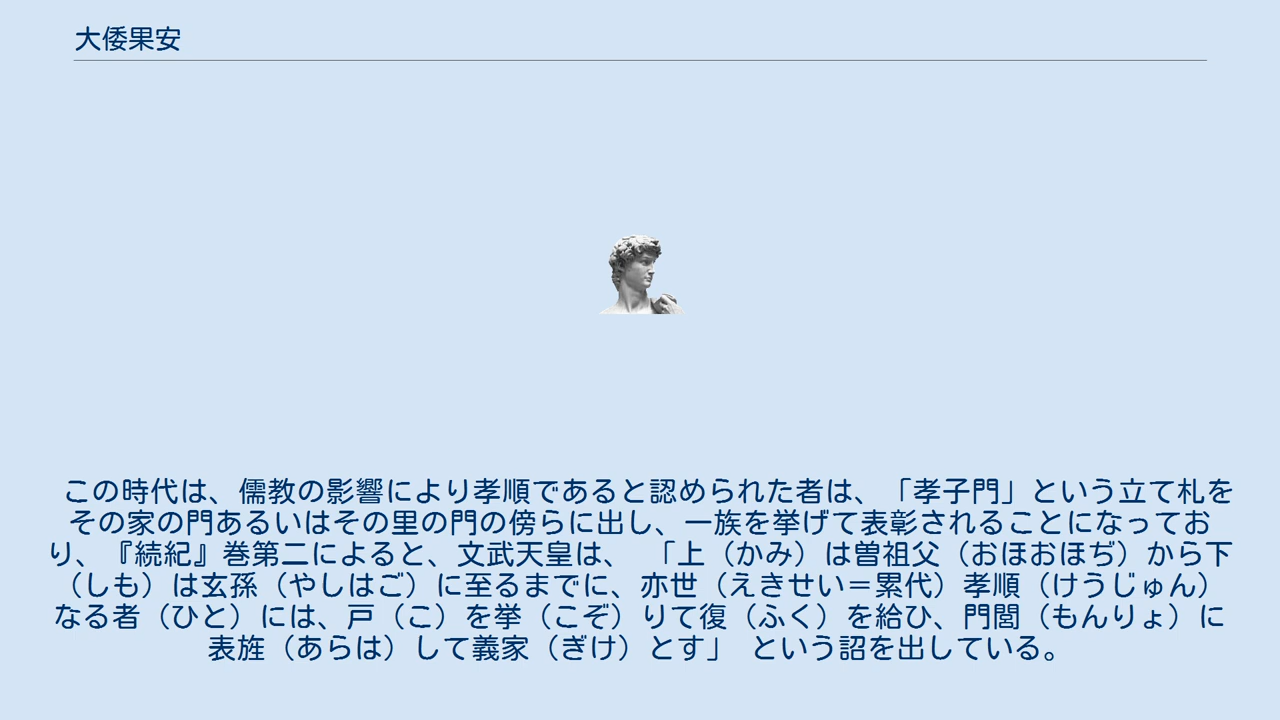 大倭果安
この時代は、儒教の影響により孝順であると認められた者は、「孝子門」という立て札を
その家の門あるいはその里の門の傍らに出し、一族を挙げて表彰されることになってお
り、『続紀』巻第二によると、文武天皇は、 「上（かみ）は曽祖父（おほおほぢ）から下
（しも）は玄孫（やしはご）に至るまでに、亦世（えきせい＝累代）孝順（けうじゅん）
なる者（ひと）には、戸（こ）を挙（こぞ）りて復（ふく）を給ひ、門閭（もんりょ）に
表旌（あらは）して義家（ぎけ）とす」 という詔を出している。